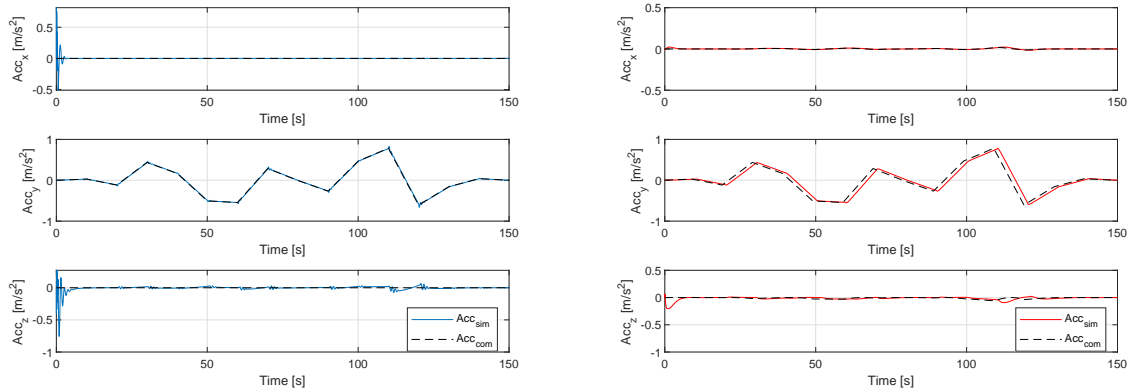 Acc_x [m/s^2]
0.5
0
-0.5
0 50 100 150
Time [s]
Acc_y [m/s^2]
1
0
-1
0 50 100 150
Time [s]
Acc_z [m/s^2]
0
-0.5
-1
0 50 100 150
Time [s]
Acc_sim
Acc_com
Acc_x [m/s^2]
0.5
0
-0.5
0 50 100 150
Time [s]
Acc_y [m/s^2]
1
0
-1
0 50 100 150
Time [s]
Acc_z [m/s^2]
0.5
0
-0.5
-1
0 50 100 150
Time [s]
Acc_sim
Acc_com